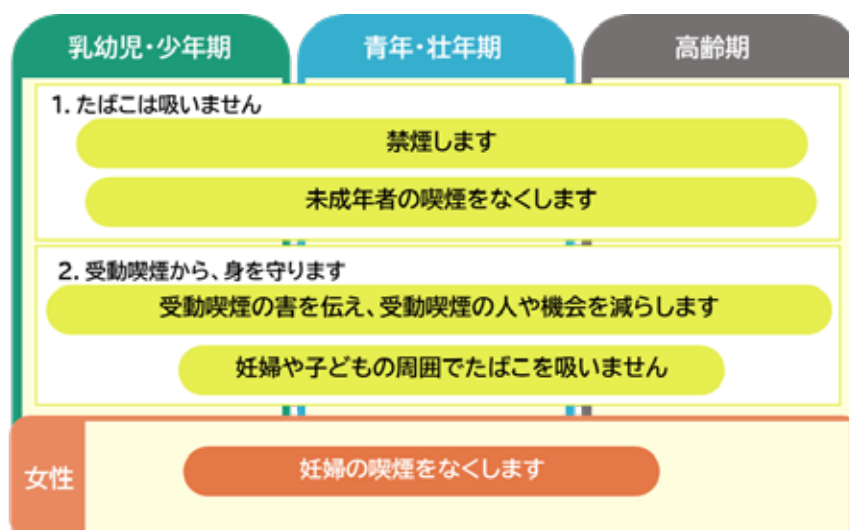 乳幼児・少年期
青年・壮年期
高齢期
1. たばこは吸いません
禁煙します
未成年者の喫煙をなくします
2. 受動喫煙から、身を守ります
受動喫煙の害を伝え、受動喫煙の人や機会を減らします
妊婦や子どもの周囲でたばこを吸いません
女性
妊婦の喫煙をなくします